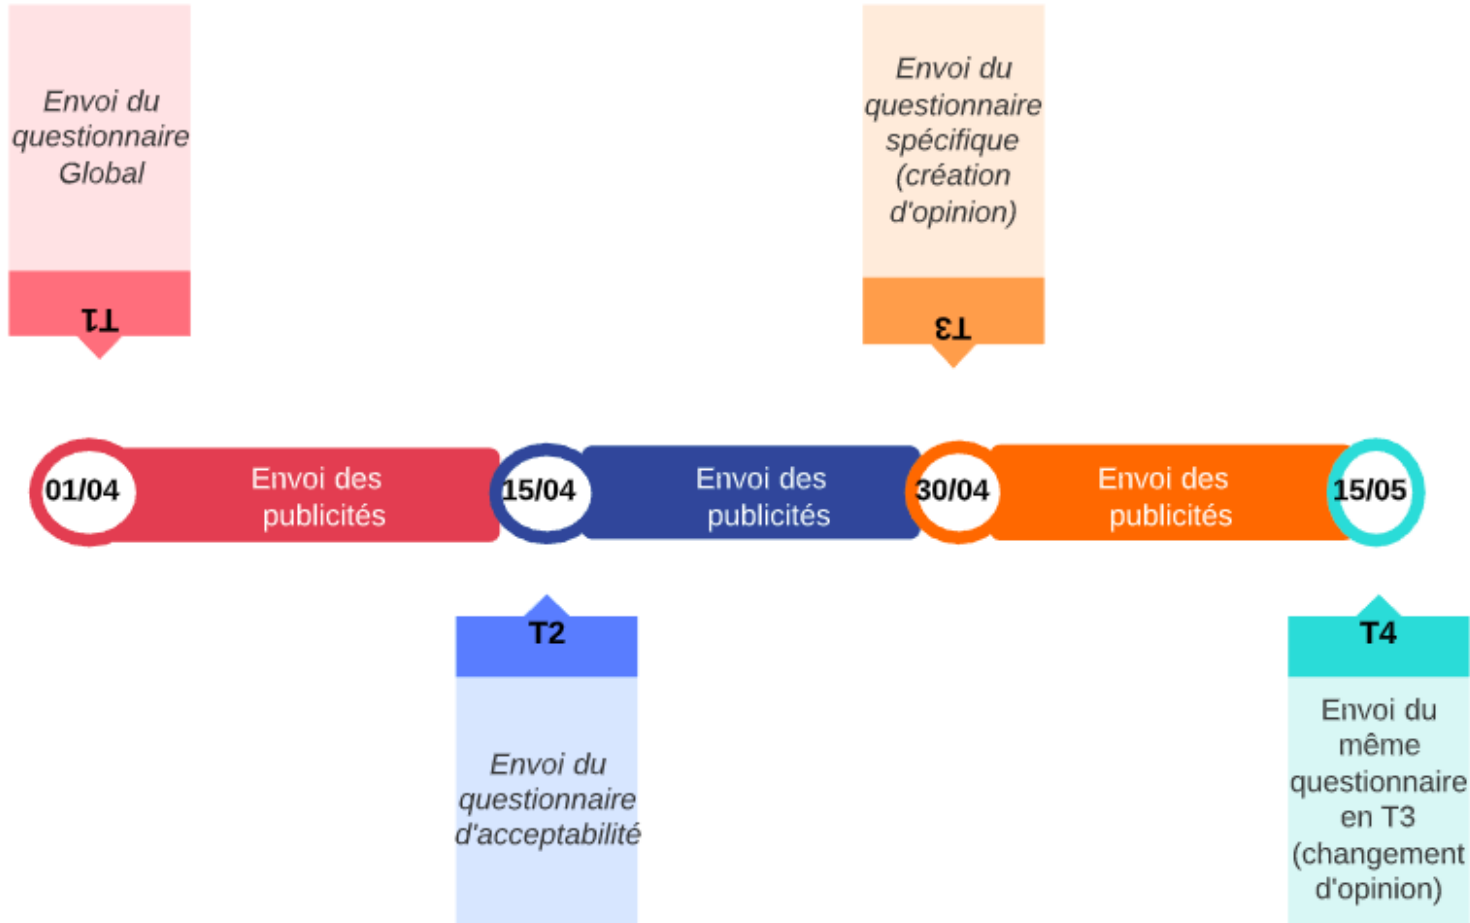 Envoi du
questionnaire
Global
T1
Envoi du
questionnaire
spécifique
(création
d'opinion)
T3
01/04
Envoi des
publicités
15/04
Envoi des
publicités
30/04
Envoi des
publicités
15/05
T2
Envoi du
questionnaire
d'acceptabilité
T4
Envoi du
même
questionnaire
en T3
(changement
d'opinion)